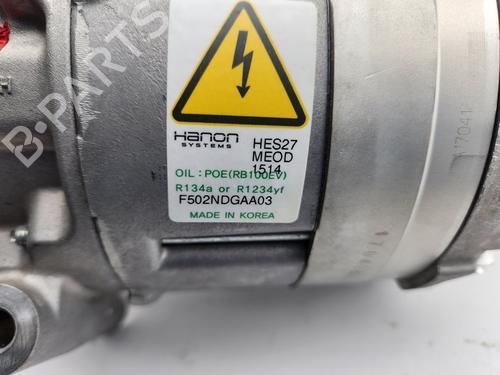 B-PARTS
H
Hanon
SYSTEMS
HES27
MEOD
1514
OIL : POE(RB100EV)
R134a or R1234yf
F502NDGAA03
MADE IN KOREA
17041